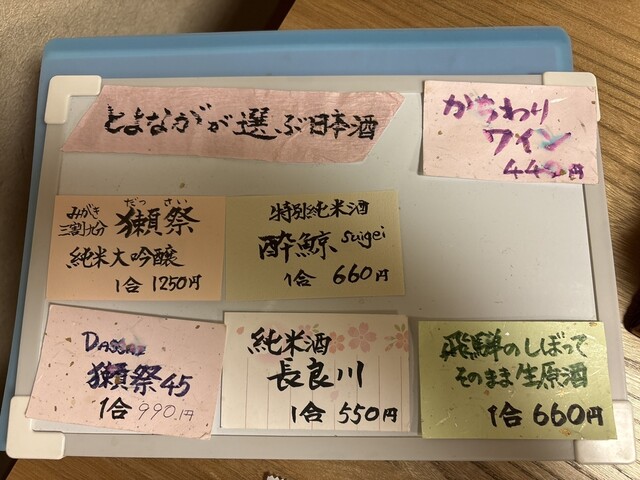 とよながが選ぶ日本酒
がちわり
ワイン
440円
みがき
三割九分
だっさい
獺祭
純米大吟醸
1合 1250円
特別純米酒
酔鯨 suigei
1合 660円
Dassai
獺祭45
1合 990円
純米酒
長良川
1合 550円
飛騨のしぼって
そのまま生原酒
1合 660円